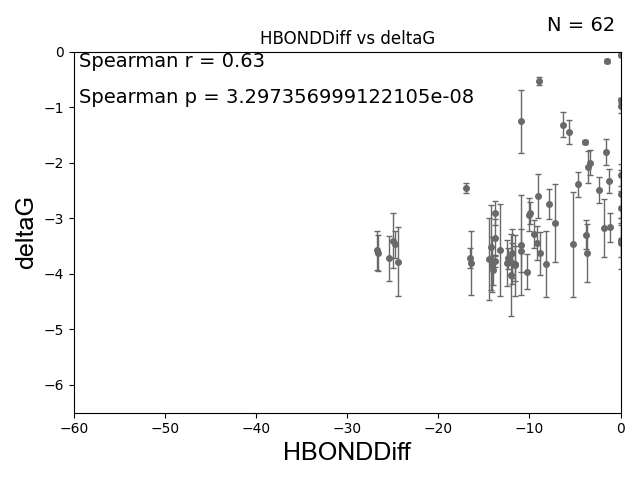 N = 62
HBONDDiff vs deltaG
Spearman r = 0.63
Spearman p = 3.297356999122105e-08
0
−1
−2
−3
−4
−5
−6
deltaG
−60
−50
−40
−30
−20
−10
0
HBONDDiff